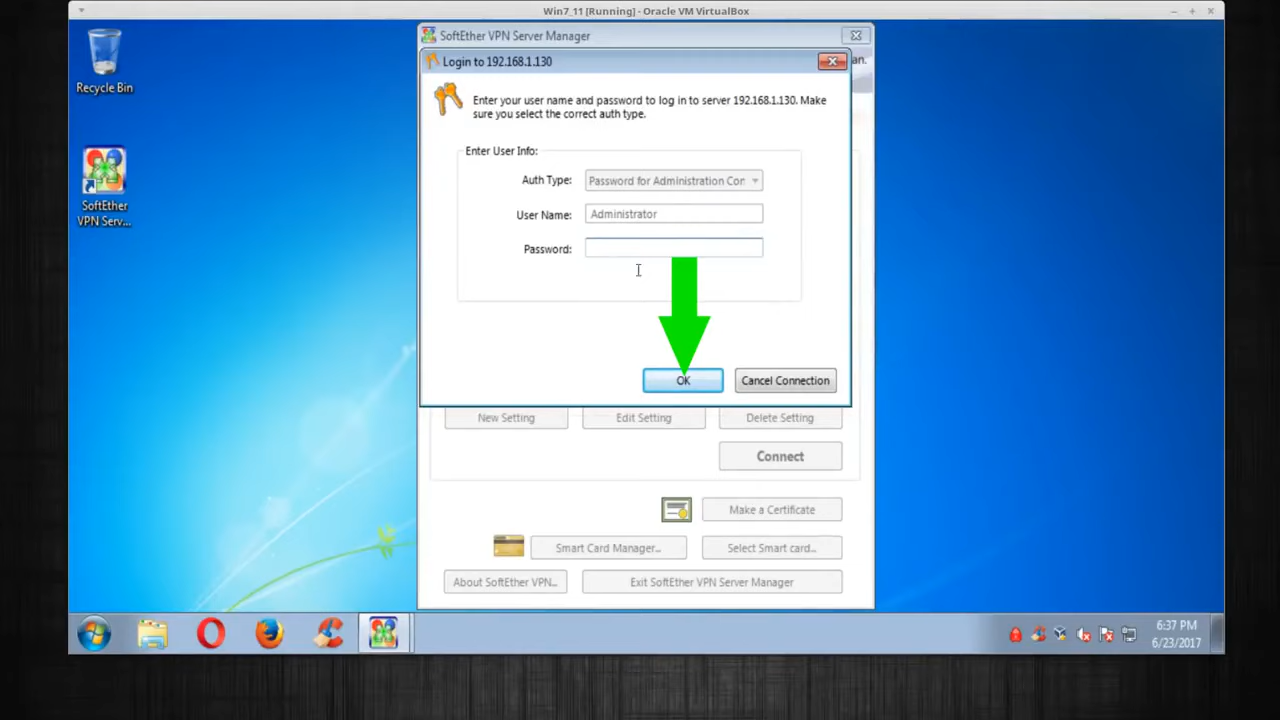 Win7_11 [Running] - Oracle VM VirtualBox
Recycle Bin
SoftEther
VPN Serv...
SoftEther VPN Server Manager
an.
Login to 192.168.1.130
Enter your user name and password to log in to server 192.168.1.130. Make
sure you select the correct auth type.
Enter User Info:
Auth Type: Password for Administration Con
User Name: Administrator
Password:
OK Cancel Connection
New Setting Edit Setting Delete Setting
Connect
Make a Certificate
Smart Card Manager... Select Smart card...
About SoftEther VPN... Exit SoftEther VPN Server Manager
6:37 PM
6/23/2017